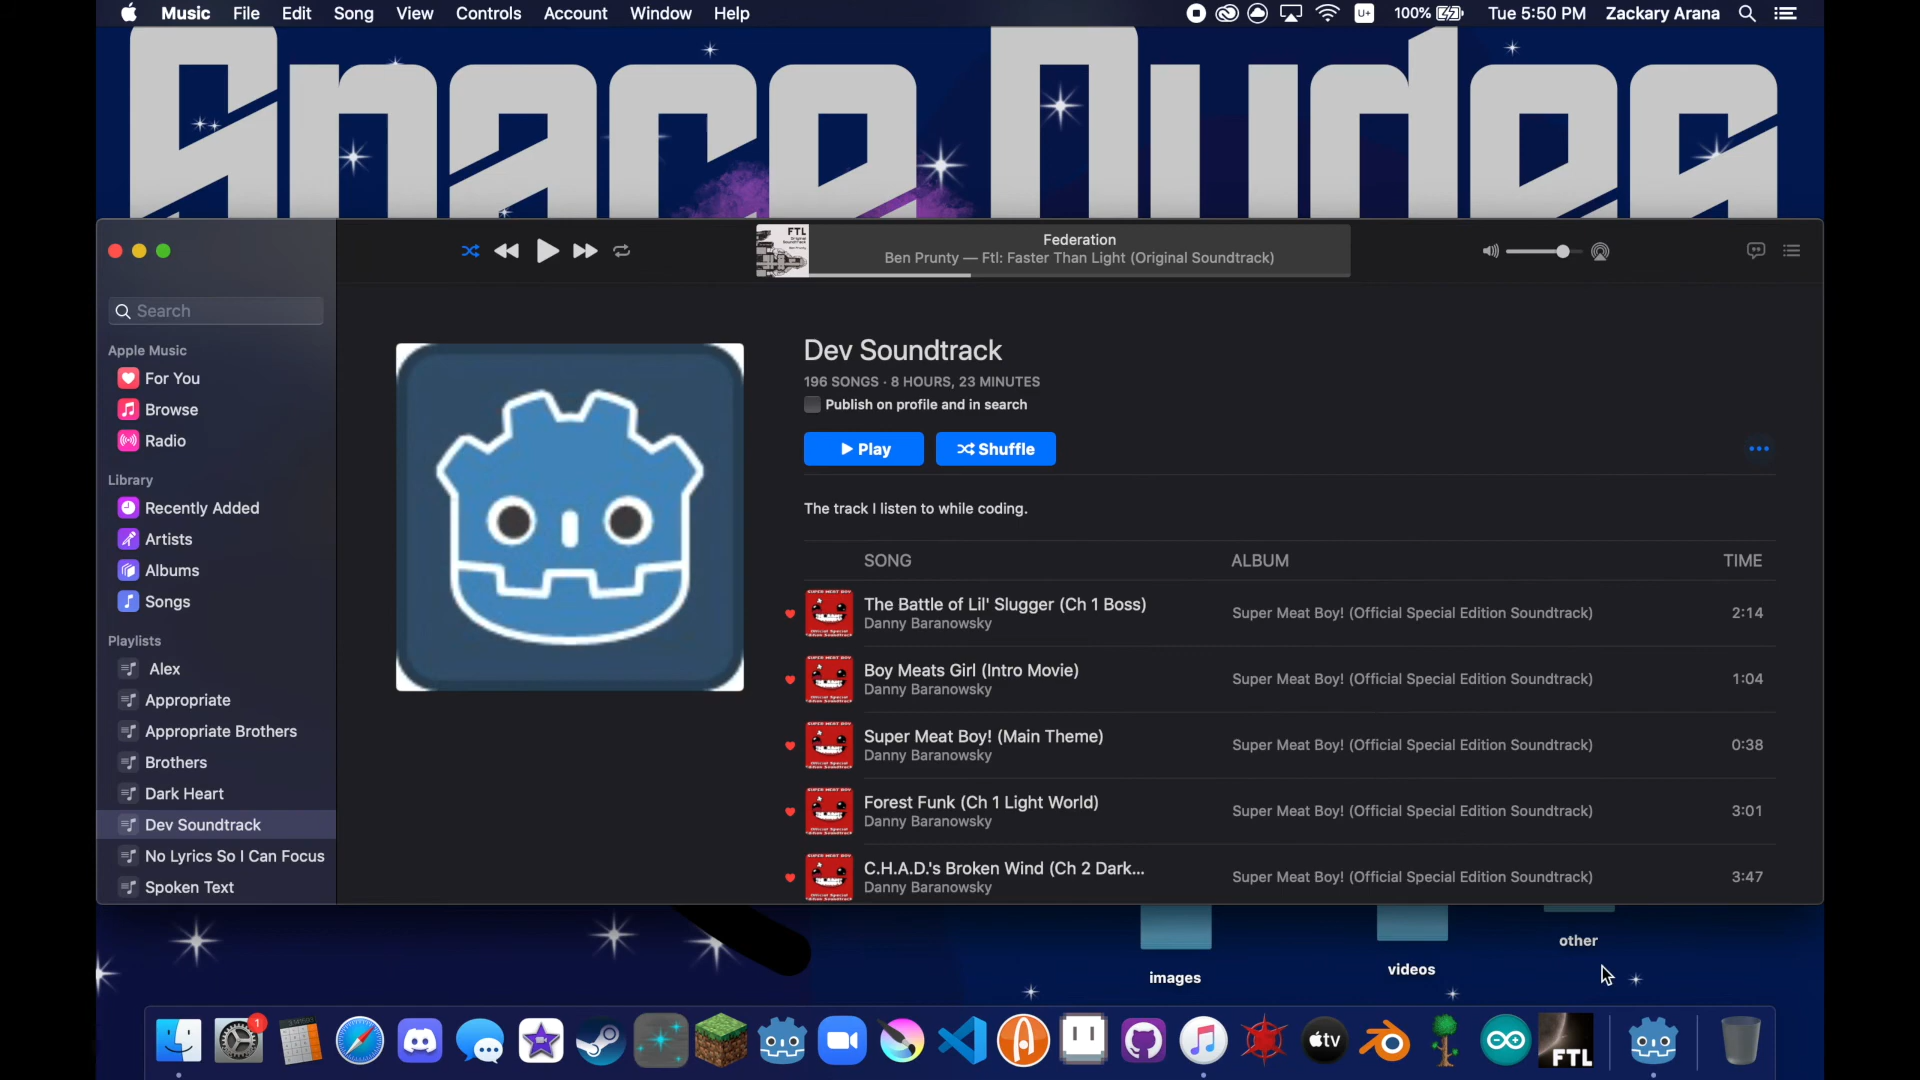 Music File Edit Song View Controls Account Window Help U+ 100% Tue 5:50 PM Zackary Arana
Space Dudes
FTL
Federation
Ben Prunty — Ftl: Faster Than Light (Original Soundtrack)
Search
Apple Music
For You
Browse
Radio
Library
Recently Added
Artists
Albums
Songs
Playlists
Alex
Appropriate
Appropriate Brothers
Brothers
Dark Heart
Dev Soundtrack
No Lyrics So I Can Focus
Spoken Text
Dev Soundtrack
196 SONGS · 8 HOURS, 23 MINUTES
Publish on profile and in search
Play Shuffle
The track I listen to while coding.
SONG ALBUM TIME
The Battle of Lil' Slugger (Ch 1 Boss) Super Meat Boy! (Official Special Edition Soundtrack) 2:14
Danny Baranowsky
Boy Meats Girl (Intro Movie) Super Meat Boy! (Official Special Edition Soundtrack) 1:04
Danny Baranowsky
Super Meat Boy! (Main Theme) Super Meat Boy! (Official Special Edition Soundtrack) 0:38
Danny Baranowsky
Forest Funk (Ch 1 Light World) Super Meat Boy! (Official Special Edition Soundtrack) 3:01
Danny Baranowsky
C.H.A.D.'s Broken Wind (Ch 2 Dark... Super Meat Boy! (Official Special Edition Soundtrack) 3:47
Danny Baranowsky
other
videos
images
1
tv
FTL